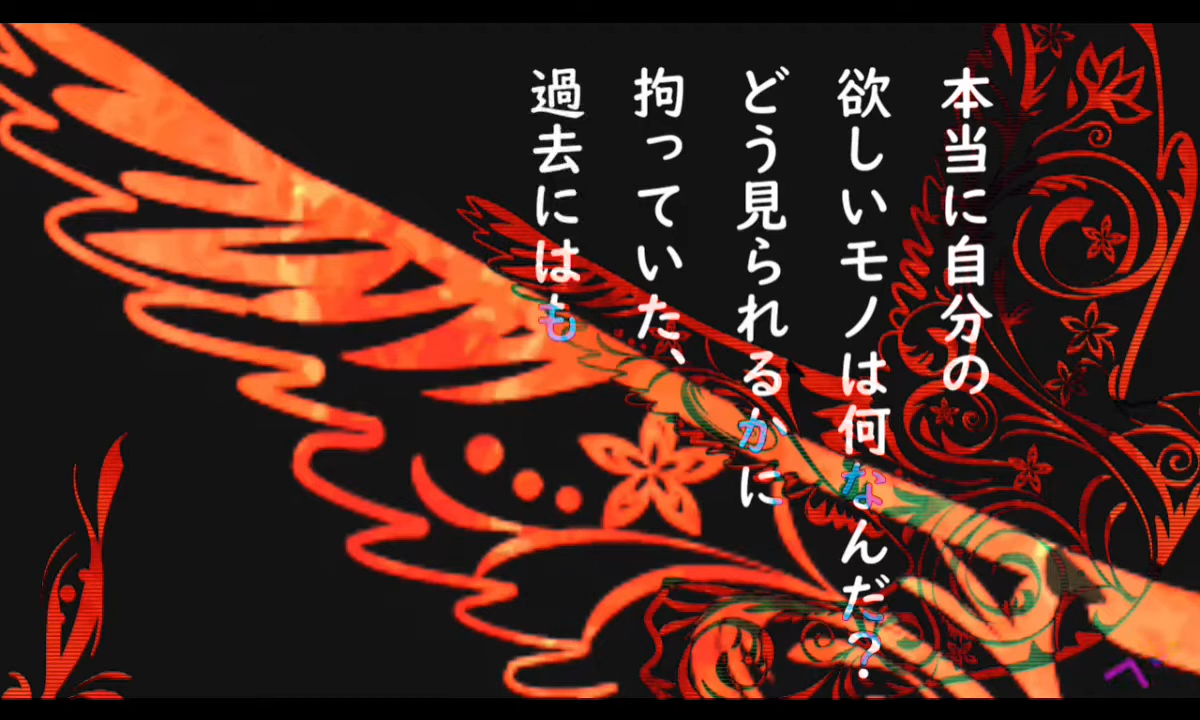 本当に自分の
欲しいモノは何なんだ?
どう見られるかに
拘っていた、
過去にはも
べ